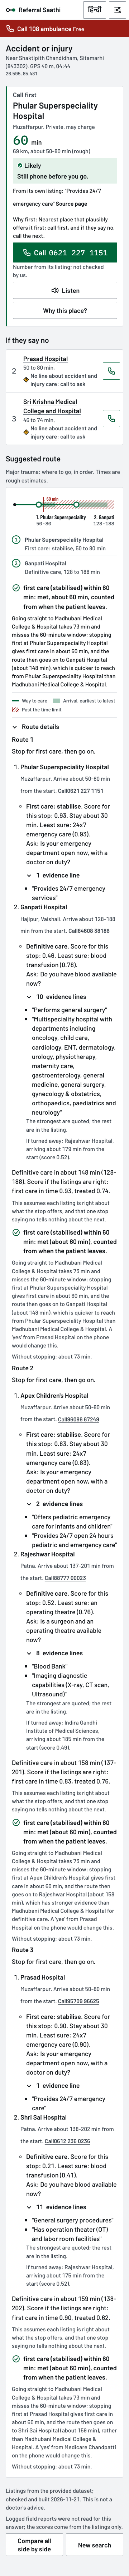 Referral Saathi
हिन्दी
Call 108 ambulance Free
Accident or injury
Near Shaktipith Chandidham, Sitamarhi
(843302). GPS 40 m, 04:44
26.595, 85.481
Call first
Phular Superspeciality
Hospital
Muzaffarpur. Private, may charge
60 min
69 km, about 50-80 min (rough)
Likely
Still phone before you go.
From its own listing: "Provides 24/7
emergency care" Source page
Why first: Nearest place that plausibly
offers it first; call first, and if they say no,
call the next.
Call 0621 227 1151
Number from its listing; not checked
by us.
Listen
Why this place?
If they say no
2
Prasad Hospital
50 to 80 min.
No line about accident and
injury care: call to ask
3
Sri Krishna Medical
College and Hospital
46 to 74 min.
No line about accident and
injury care: call to ask
Suggested route
Major trauma: where to go, in order. Times are
rough estimates.
60 min
1. Phular Superspeciality
50-80
2. Ganpati
128-188
1 Phular Superspeciality Hospital
First care: stabilise, 50 to 80 min
2 Ganpati Hospital
Definitive care, 128 to 188 min
first care (stabilised) within 60
min: met, about 60 min, counted
from when the patient leaves.
Going straight to Madhubani Medical
College & Hospital takes 73 min and
misses the 60-minute window; stopping
first at Phular Superspeciality Hospital
gives first care in about 60 min, and the
route then goes on to Ganpati Hospital
(about 148 min), which is quicker to reach
from Phular Superspeciality Hospital than
Madhubani Medical College & Hospital.
Way to care
Arrival, earliest to latest
Past the time limit
Route details
Route 1
Stop for first care, then go on.
1. Phular Superspeciality Hospital
Muzaffarpur. Arrive about 50-80 min
from the start. Call0621 227 1151
First care: stabilise. Score for
this stop: 0.93. Stay about 30
min. Least sure: 24x7
emergency care (0.93).
Ask: Is your emergency
department open now, with a
doctor on duty?
1 evidence line
"Provides 24/7 emergency
services"
2. Ganpati Hospital
Hajipur, Vaishali. Arrive about 128-188
min from the start. Call84608 38186
Definitive care. Score for this
stop: 0.46. Least sure: blood
transfusion (0.78).
Ask: Do you have blood available
now?
10 evidence lines
"Performs general surgery"
"Multispeciality hospital with
departments including
oncology, child care,
cardiology, ENT, dermatology,
urology, physiotherapy,
maternity care,
gastroenterology, general
medicine, general surgery,
gynecology & obstetrics,
orthopaedics, paediatrics and
neurology"
The strongest are quoted; the rest
are in the listing.
If turned away: Rajeshwar Hospital,
arriving about 179 min from the
start (score 0.52).
Definitive care in about 148 min (128-
188). Score if the listings are right:
first care in time 0.93, treated 0.74.
This assumes each listing is right about
what the stop offers, and that one stop
saying no tells nothing about the next.
first care (stabilised) within 60
min: met (about 60 min), counted
from when the patient leaves.
Going straight to Madhubani Medical
College & Hospital takes 73 min and
misses the 60-minute window; stopping
first at Phular Superspeciality Hospital
gives first care in about 60 min, and the
route then goes on to Ganpati Hospital
(about 148 min), which is quicker to reach
from Phular Superspeciality Hospital than
Madhubani Medical College & Hospital. A
'yes' from Prasad Hospital on the phone
would change this.
Without stopping: about 73 min.
Route 2
Stop for first care, then go on.
1. Apex Children's Hospital
Muzaffarpur. Arrive about 50-80 min
from the start. Call96086 67249
First care: stabilise. Score for
this stop: 0.83. Stay about 30
min. Least sure: 24x7
emergency care (0.83).
Ask: Is your emergency
department open now, with a
doctor on duty?
2 evidence lines
"Offers pediatric emergency
care for infants and children"
"Provides 24/7 open 24 hours
pediatric and emergency care"
2. Rajeshwar Hospital
Patna. Arrive about 137-201 min from
the start. Call89777 00023
Definitive care. Score for this
stop: 0.52. Least sure: an
operating theatre (0.76).
Ask: Is a surgeon and an
operating theatre available
now?
8 evidence lines
"Blood Bank"
"Imaging diagnostic
capabilities (X-ray, CT scan,
Ultrasound)"
The strongest are quoted; the rest
are in the listing.
If turned away: Indira Gandhi
Institute of Medical Sciences,
arriving about 185 min from the
start (score 0.49).
Definitive care in about 158 min (137-
201). Score if the listings are right:
first care in time 0.83, treated 0.76.
This assumes each listing is right about
what the stop offers, and that one stop
saying no tells nothing about the next.
first care (stabilised) within 60
min: met (about 60 min), counted
from when the patient leaves.
Going straight to Madhubani Medical
College & Hospital takes 73 min and
misses the 60-minute window; stopping
first at Apex Children's Hospital gives first
care in about 60 min, and the route then
goes on to Rajeshwar Hospital (about 158
min), which has stronger evidence than
Madhubani Medical College & Hospital for
definitive care. A 'yes' from Prasad
Hospital on the phone would change this.
Without stopping: about 73 min.
Route 3
Stop for first care, then go on.
1. Prasad Hospital
Muzaffarpur. Arrive about 50-80 min
from the start. Call95709 96625
First care: stabilise. Score for
this stop: 0.90. Stay about 30
min. Least sure: 24x7
emergency care (0.90).
Ask: Is your emergency
department open now, with a
doctor on duty?
1 evidence line
"Provides 24/7 emergency
care"
2. Shri Sai Hospital
Patna. Arrive about 138-202 min from
the start. Call0612 236 0236
Definitive care. Score for this
stop: 0.21. Least sure: blood
transfusion (0.41).
Ask: Do you have blood available
now?
11 evidence lines
"General surgery procedures"
"Has operation theater (OT)
and labor room facilities"
The strongest are quoted; the rest
are in the listing.
If turned away: Rajeshwar Hospital,
arriving about 175 min from the
start (score 0.52).
Definitive care in about 159 min (138-
202). Score if the listings are right:
first care in time 0.90, treated 0.62.
This assumes each listing is right about
what the stop offers, and that one stop
saying no tells nothing about the next.
first care (stabilised) within 60
min: met (about 60 min), counted
from when the patient leaves.
Going straight to Madhubani Medical
College & Hospital takes 73 min and
misses the 60-minute window; stopping
first at Prasad Hospital gives first care in
about 60 min, and the route then goes on
to Shri Sai Hospital (about 159 min), rather
than Madhubani Medical College &
Hospital. A 'yes' from Medicare Chandpatti
on the phone would change this.
Without stopping: about 73 min.
Listings from the provided dataset;
checked and built 2026-11-21. This is not a
doctor's advice.
Logged field reports were not read for this
answer; the scores come from the listings only.
Compare all
side by side
New search